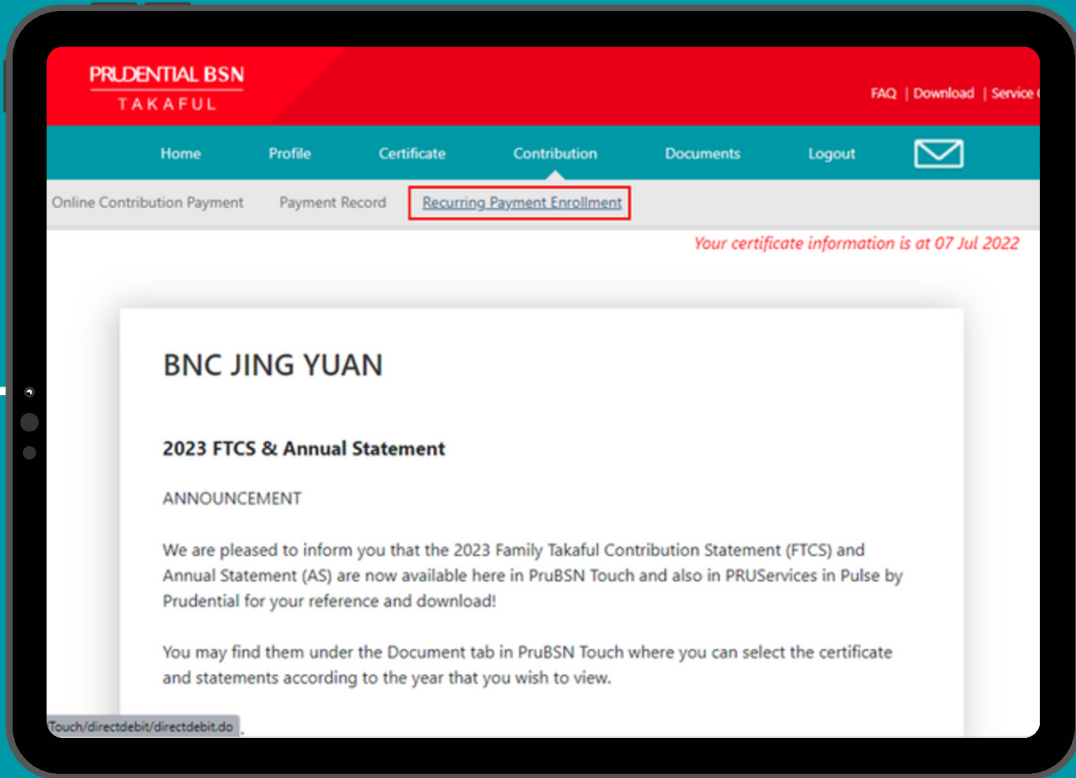 PRUDENTIAL BSN
TAKAFUL
FAQ | Download | Service
Home Profile Certificate Contribution Documents Logout
Online Contribution Payment Payment Record Recurring Payment Enrollment
Your certificate information is at 07 Jul 2022
BNC JING YUAN
2023 FTCS & Annual Statement
ANNOUNCEMENT
We are pleased to inform you that the 2023 Family Takaful Contribution Statement (FTCS) and
Annual Statement (AS) are now available here in PruBSN Touch and also in PRUServices in Pulse by
Prudential for your reference and download!
You may find them under the Document tab in PruBSN Touch where you can select the certificate
and statements according to the year that you wish to view.
Touch/directdebit/directdebit.do